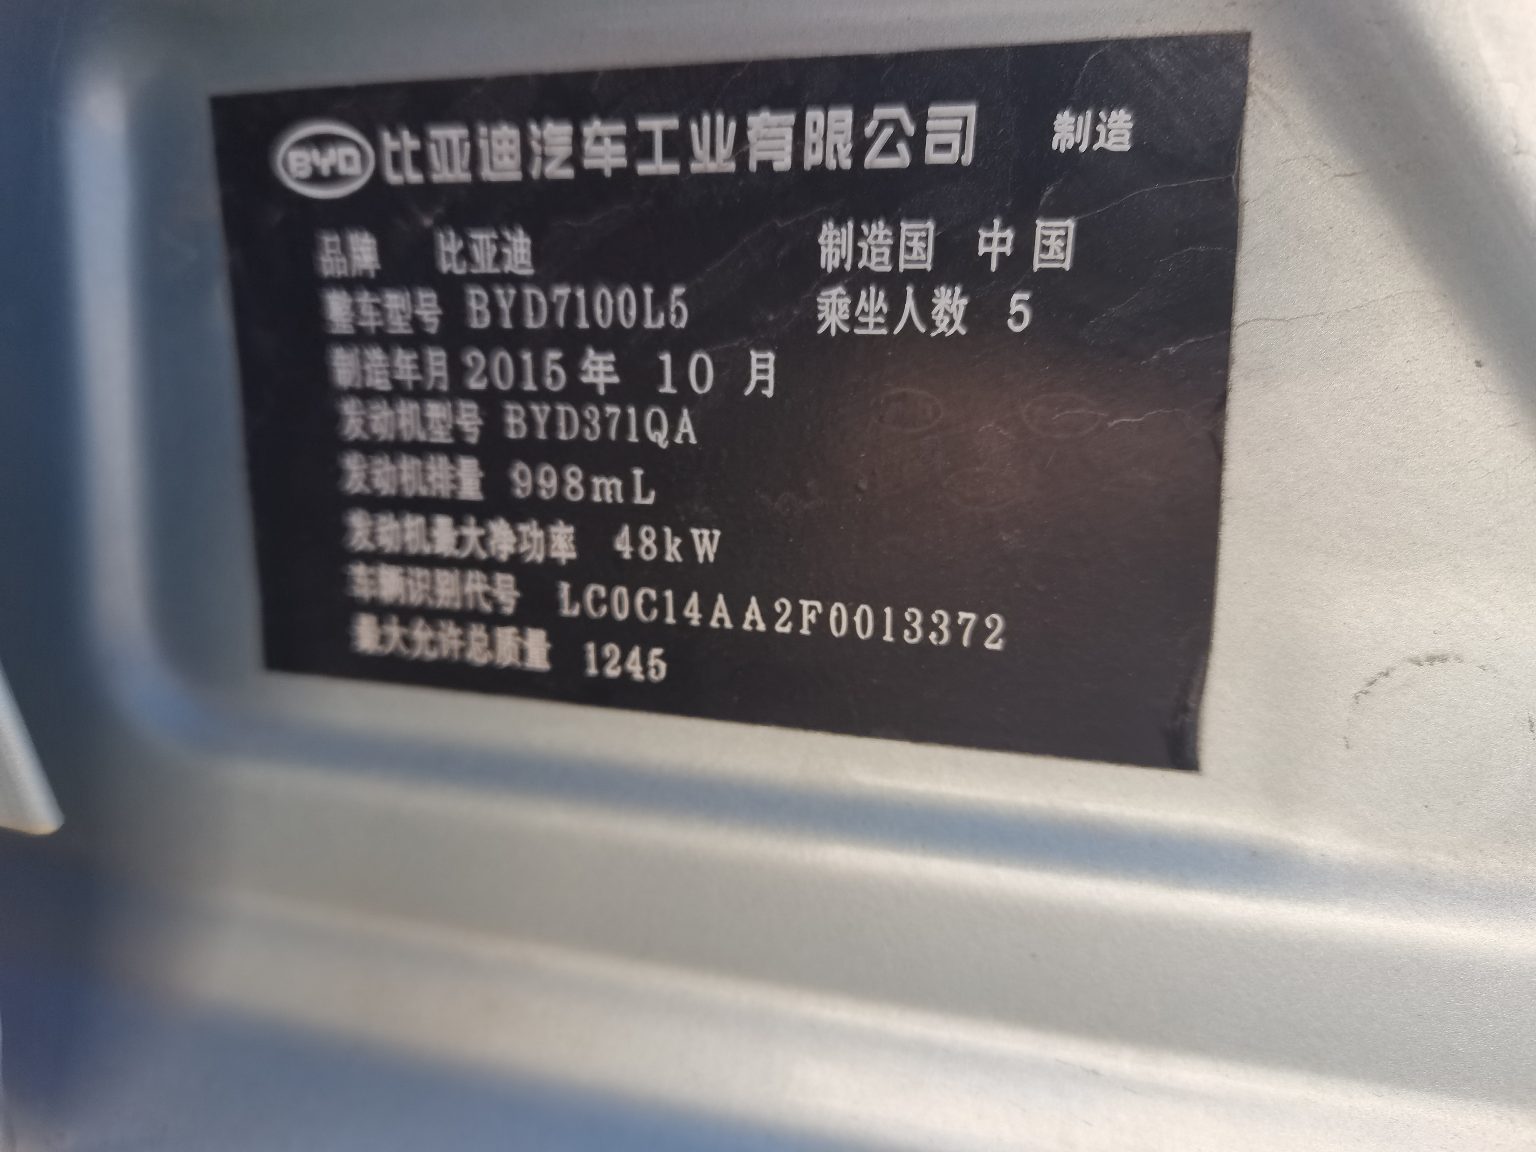 BYD 比亚迪汽车工业有限公司 制造
品牌 比亚迪 制造国 中国
整车型号 BYD7100L5 乘坐人数 5
制造年月 2015年 10 月
发动机型号 BYD371QA
发动机排量 998mL
发动机最大净功率 48kW
车辆识别代号 LC0C14AA2F0013372
最大允许总质量 1245